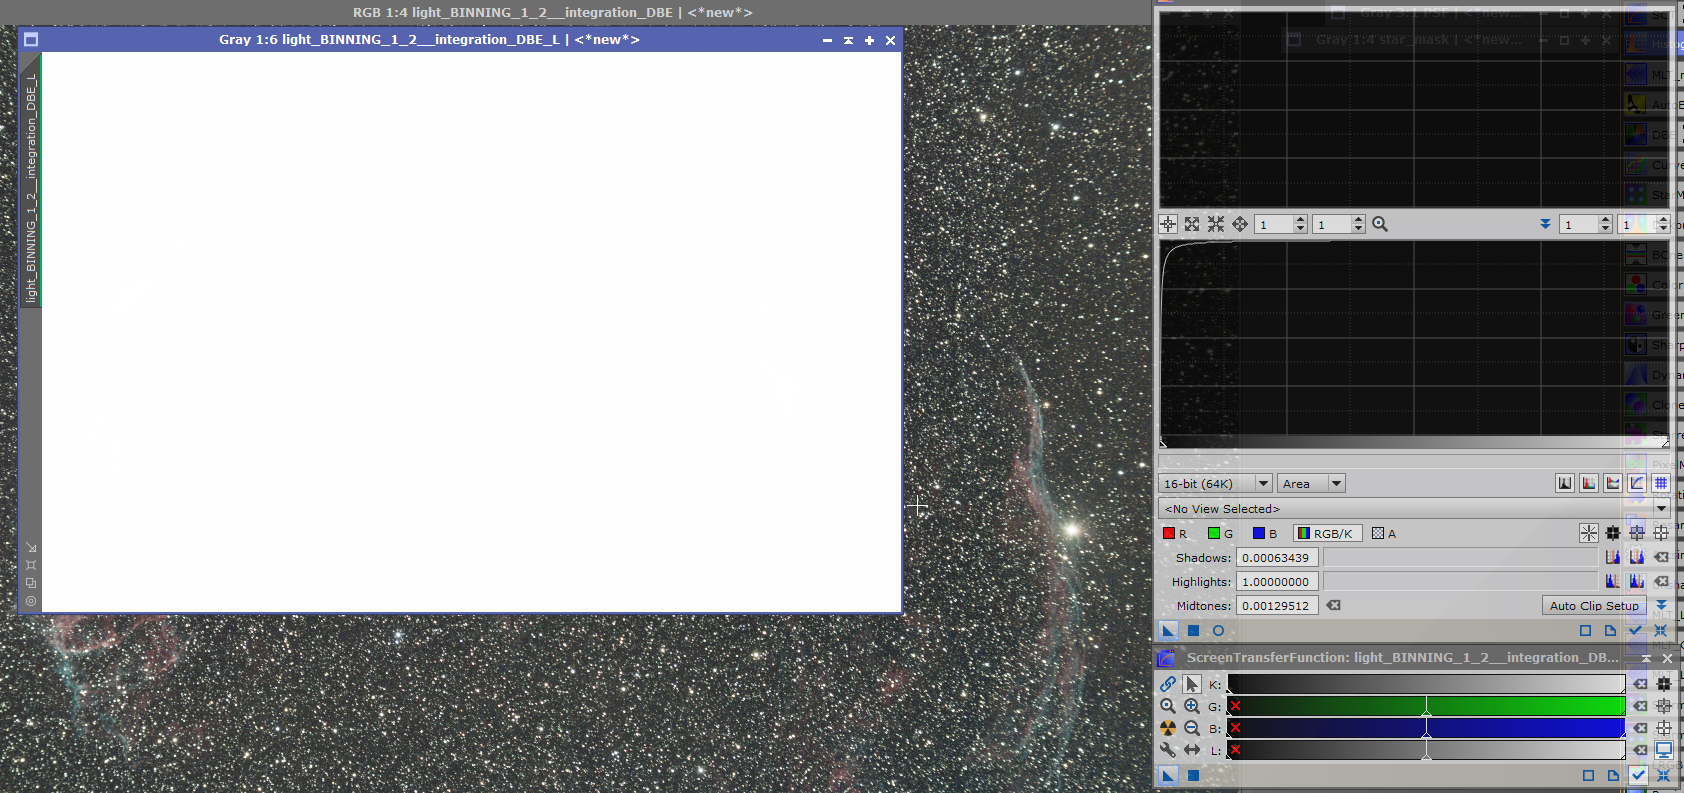 RGB 1:4 light_BINNING_1_2__integration_DBE | <*new*>
Gray 3:1 PSF | <*new...
Gray 1:6 light_BINNING_1_2__integration_DBE_L | <*new*>
Gray 1:4 star_mask | <*new...
light_BINNING_1_2__integration_DBE_L
DBE
1
1
1
1
16-bit (64K)
Area
<No View Selected>
R
G
B
RGB/K
A
Shadows: 0.00063439
Highlights: 1.00000000
Midtones: 0.00129512
Auto Clip Setup
ScreenTransferFunction: light_BINNING_1_2__integration_DB...
K:
G:
B:
L: